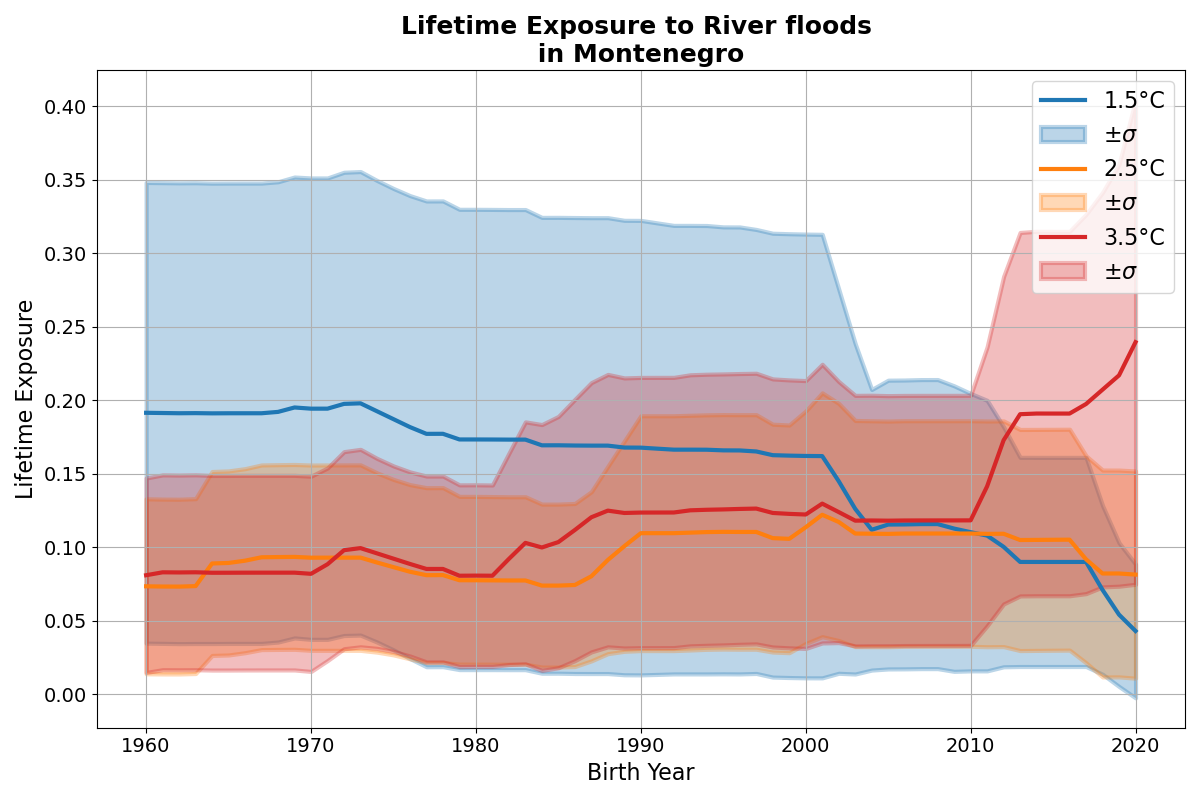 Lifetime Exposure to River floods
in Montenegro
Lifetime Exposure
0.40
0.35
0.30
0.25
0.20
0.15
0.10
0.05
0.00
1960
1970
1980
1990
2000
2010
2020
Birth Year
1.5°C
±σ
2.5°C
±σ
3.5°C
±σ